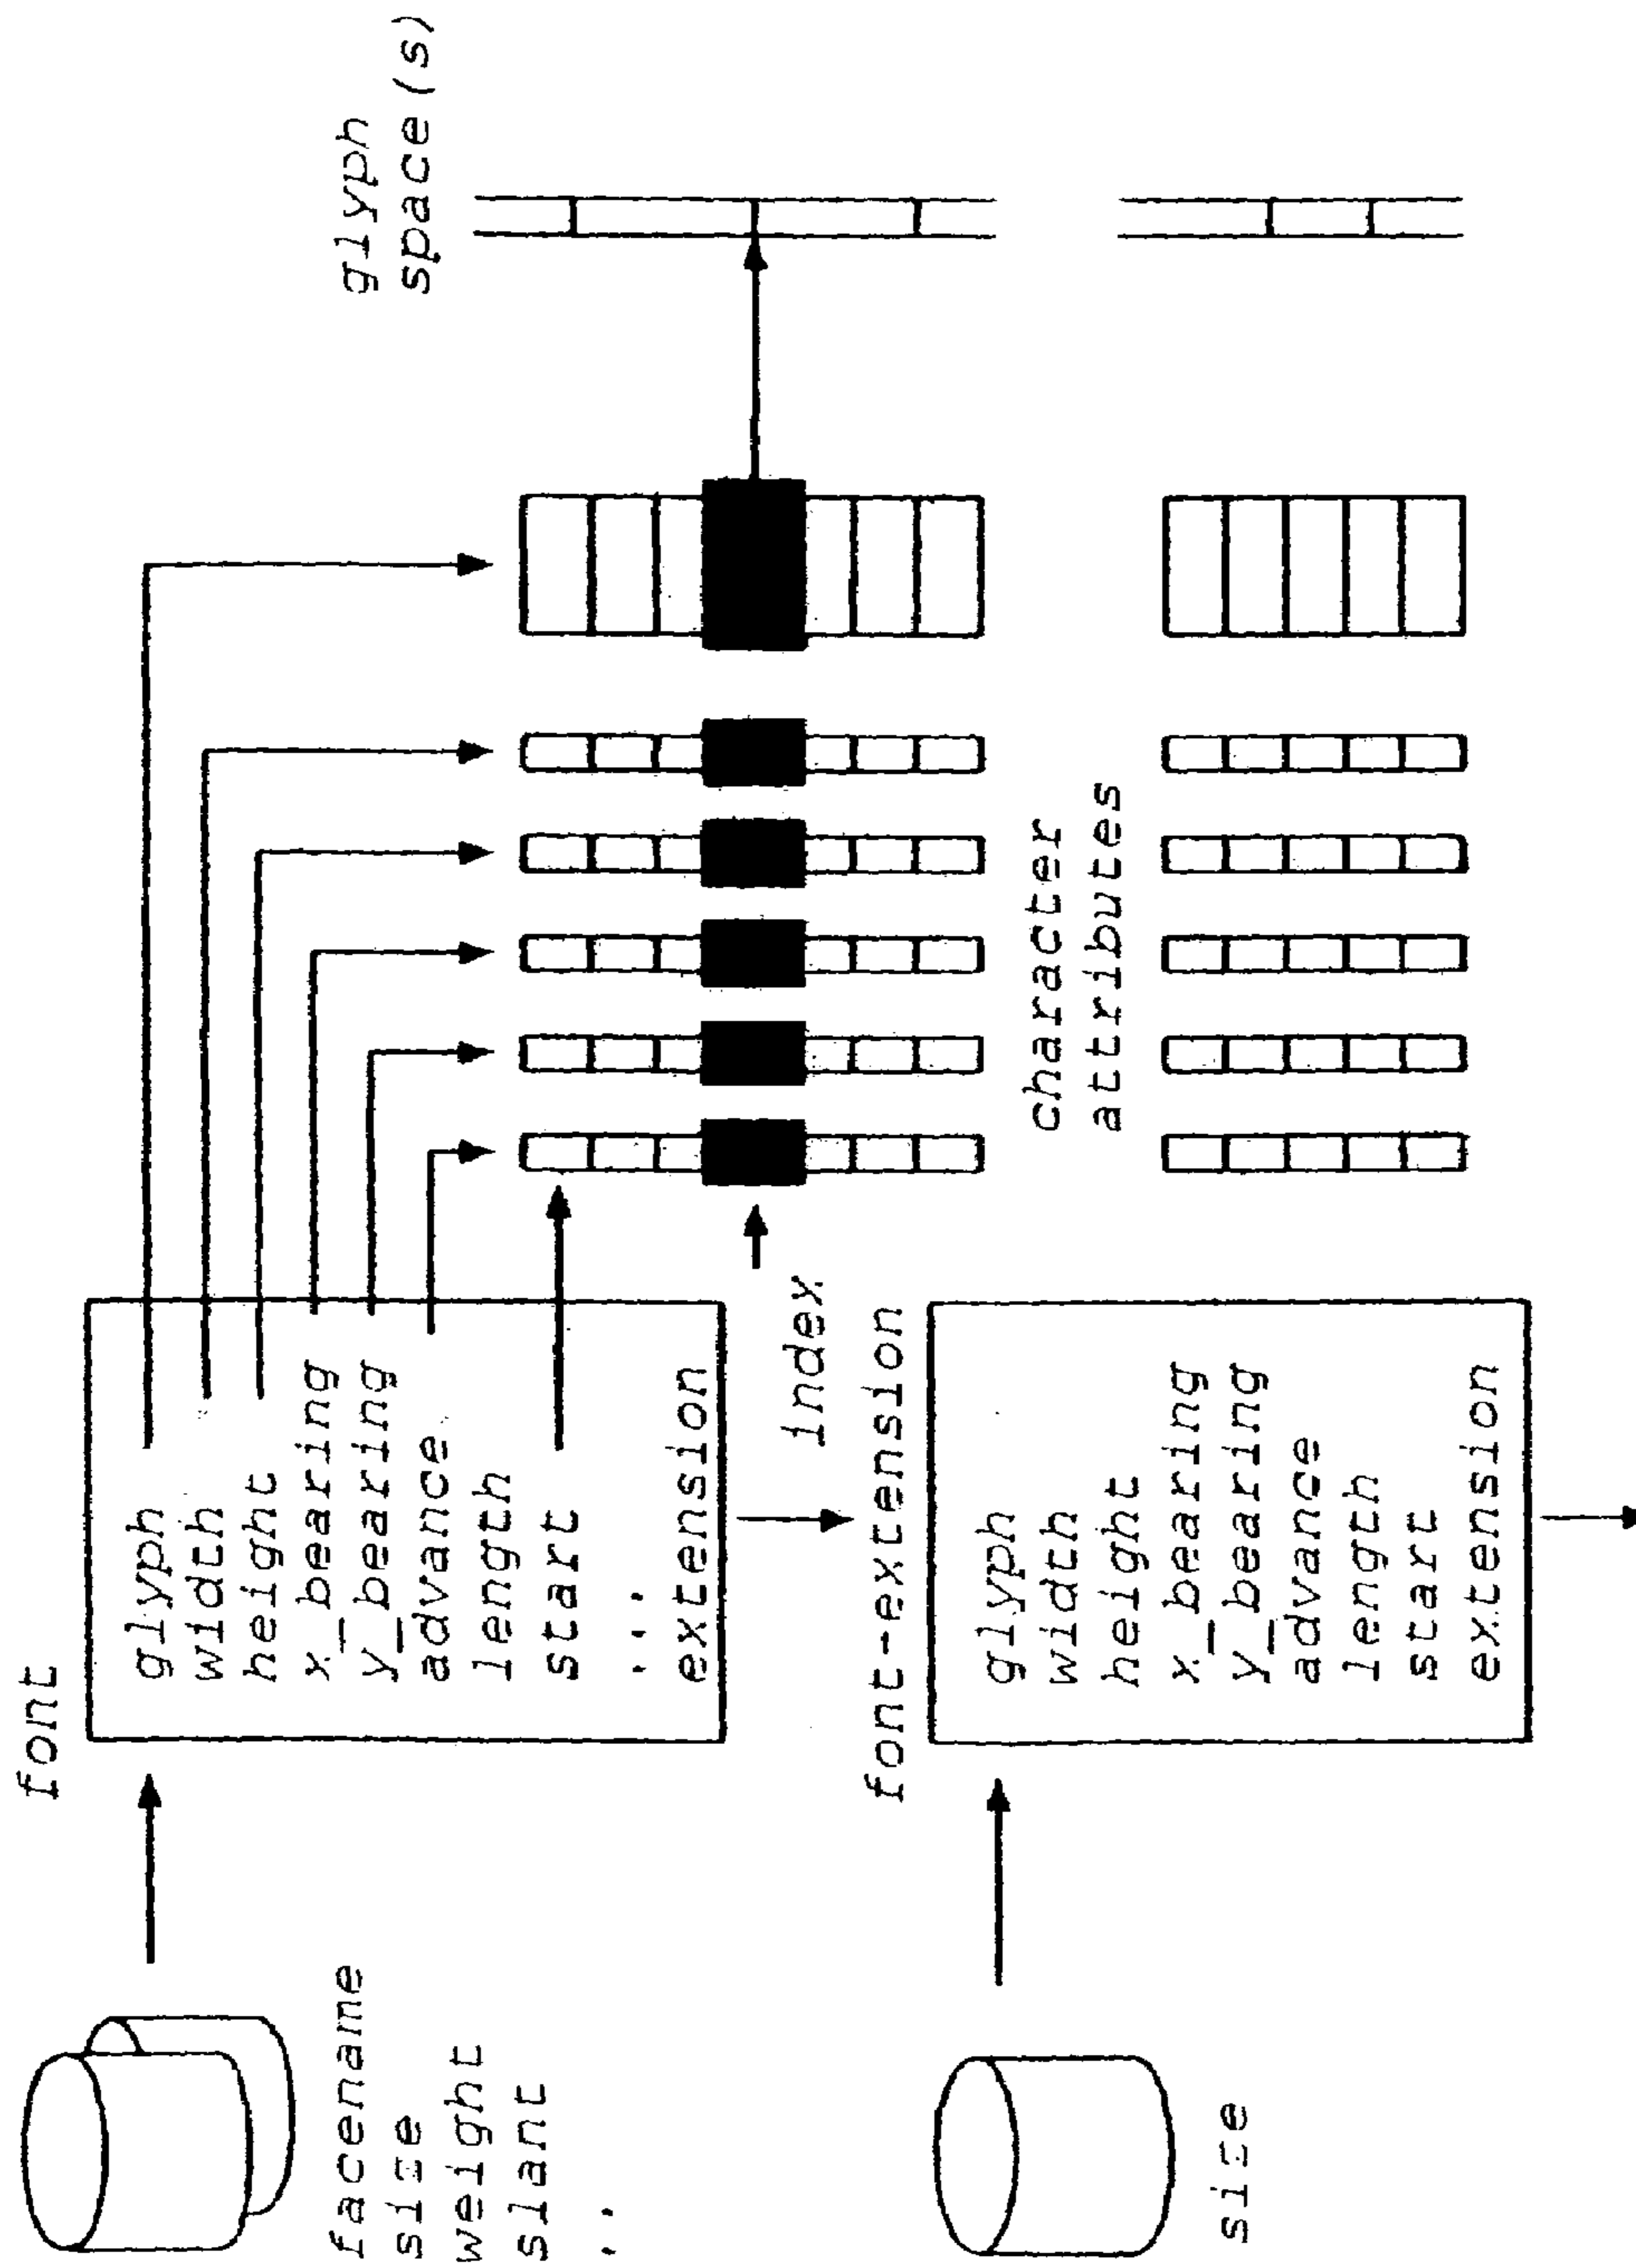 font
glyph
width
height
x_bearing
y_bearing
advance
length
start
...
extension
facename
size
weight
slant
..
index
glyph
space(s)
character
attributes
font-extension
glyph
width
height
x_bearing
y_bearing
advance
length
start
extension
size